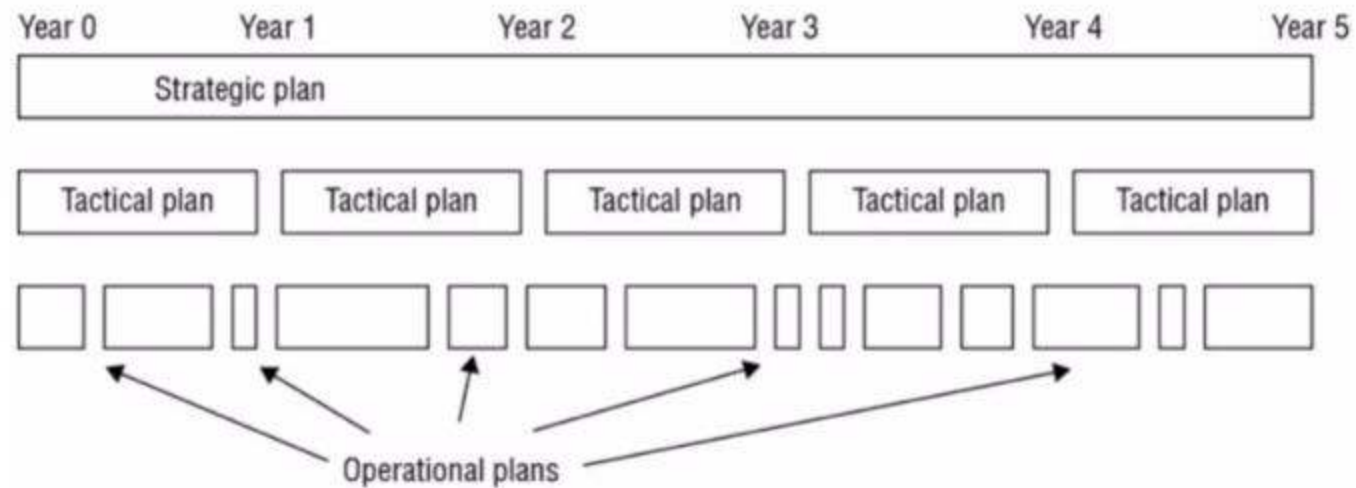 Year 0 Year 1 Year 2 Year 3 Year 4 Year 5
Strategic plan
Tactical plan Tactical plan Tactical plan Tactical plan Tactical plan
Operational plans